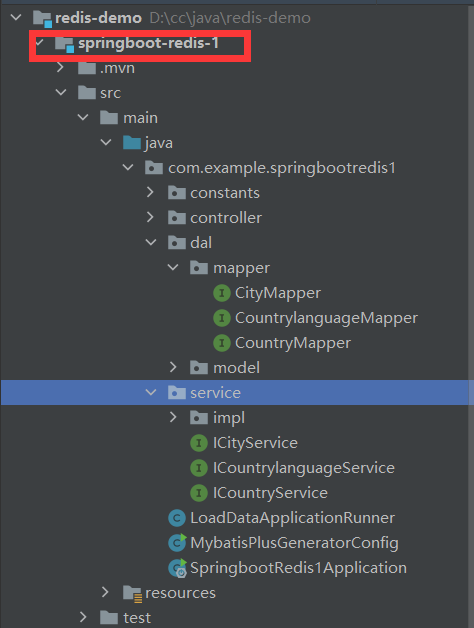 redis-demo D:\cc\java\redis-demo
springboot-redis-1
.mvn
src
main
java
com.example.springbootredis1
constants
controller
dal
mapper
CityMapper
CountrylanguageMapper
CountryMapper
model
service
impl
ICityService
ICountrylanguageService
ICountryService
LoadDataApplicationRunner
MybatisPlusGeneratorConfig
SpringbootRedis1Application
resources
test